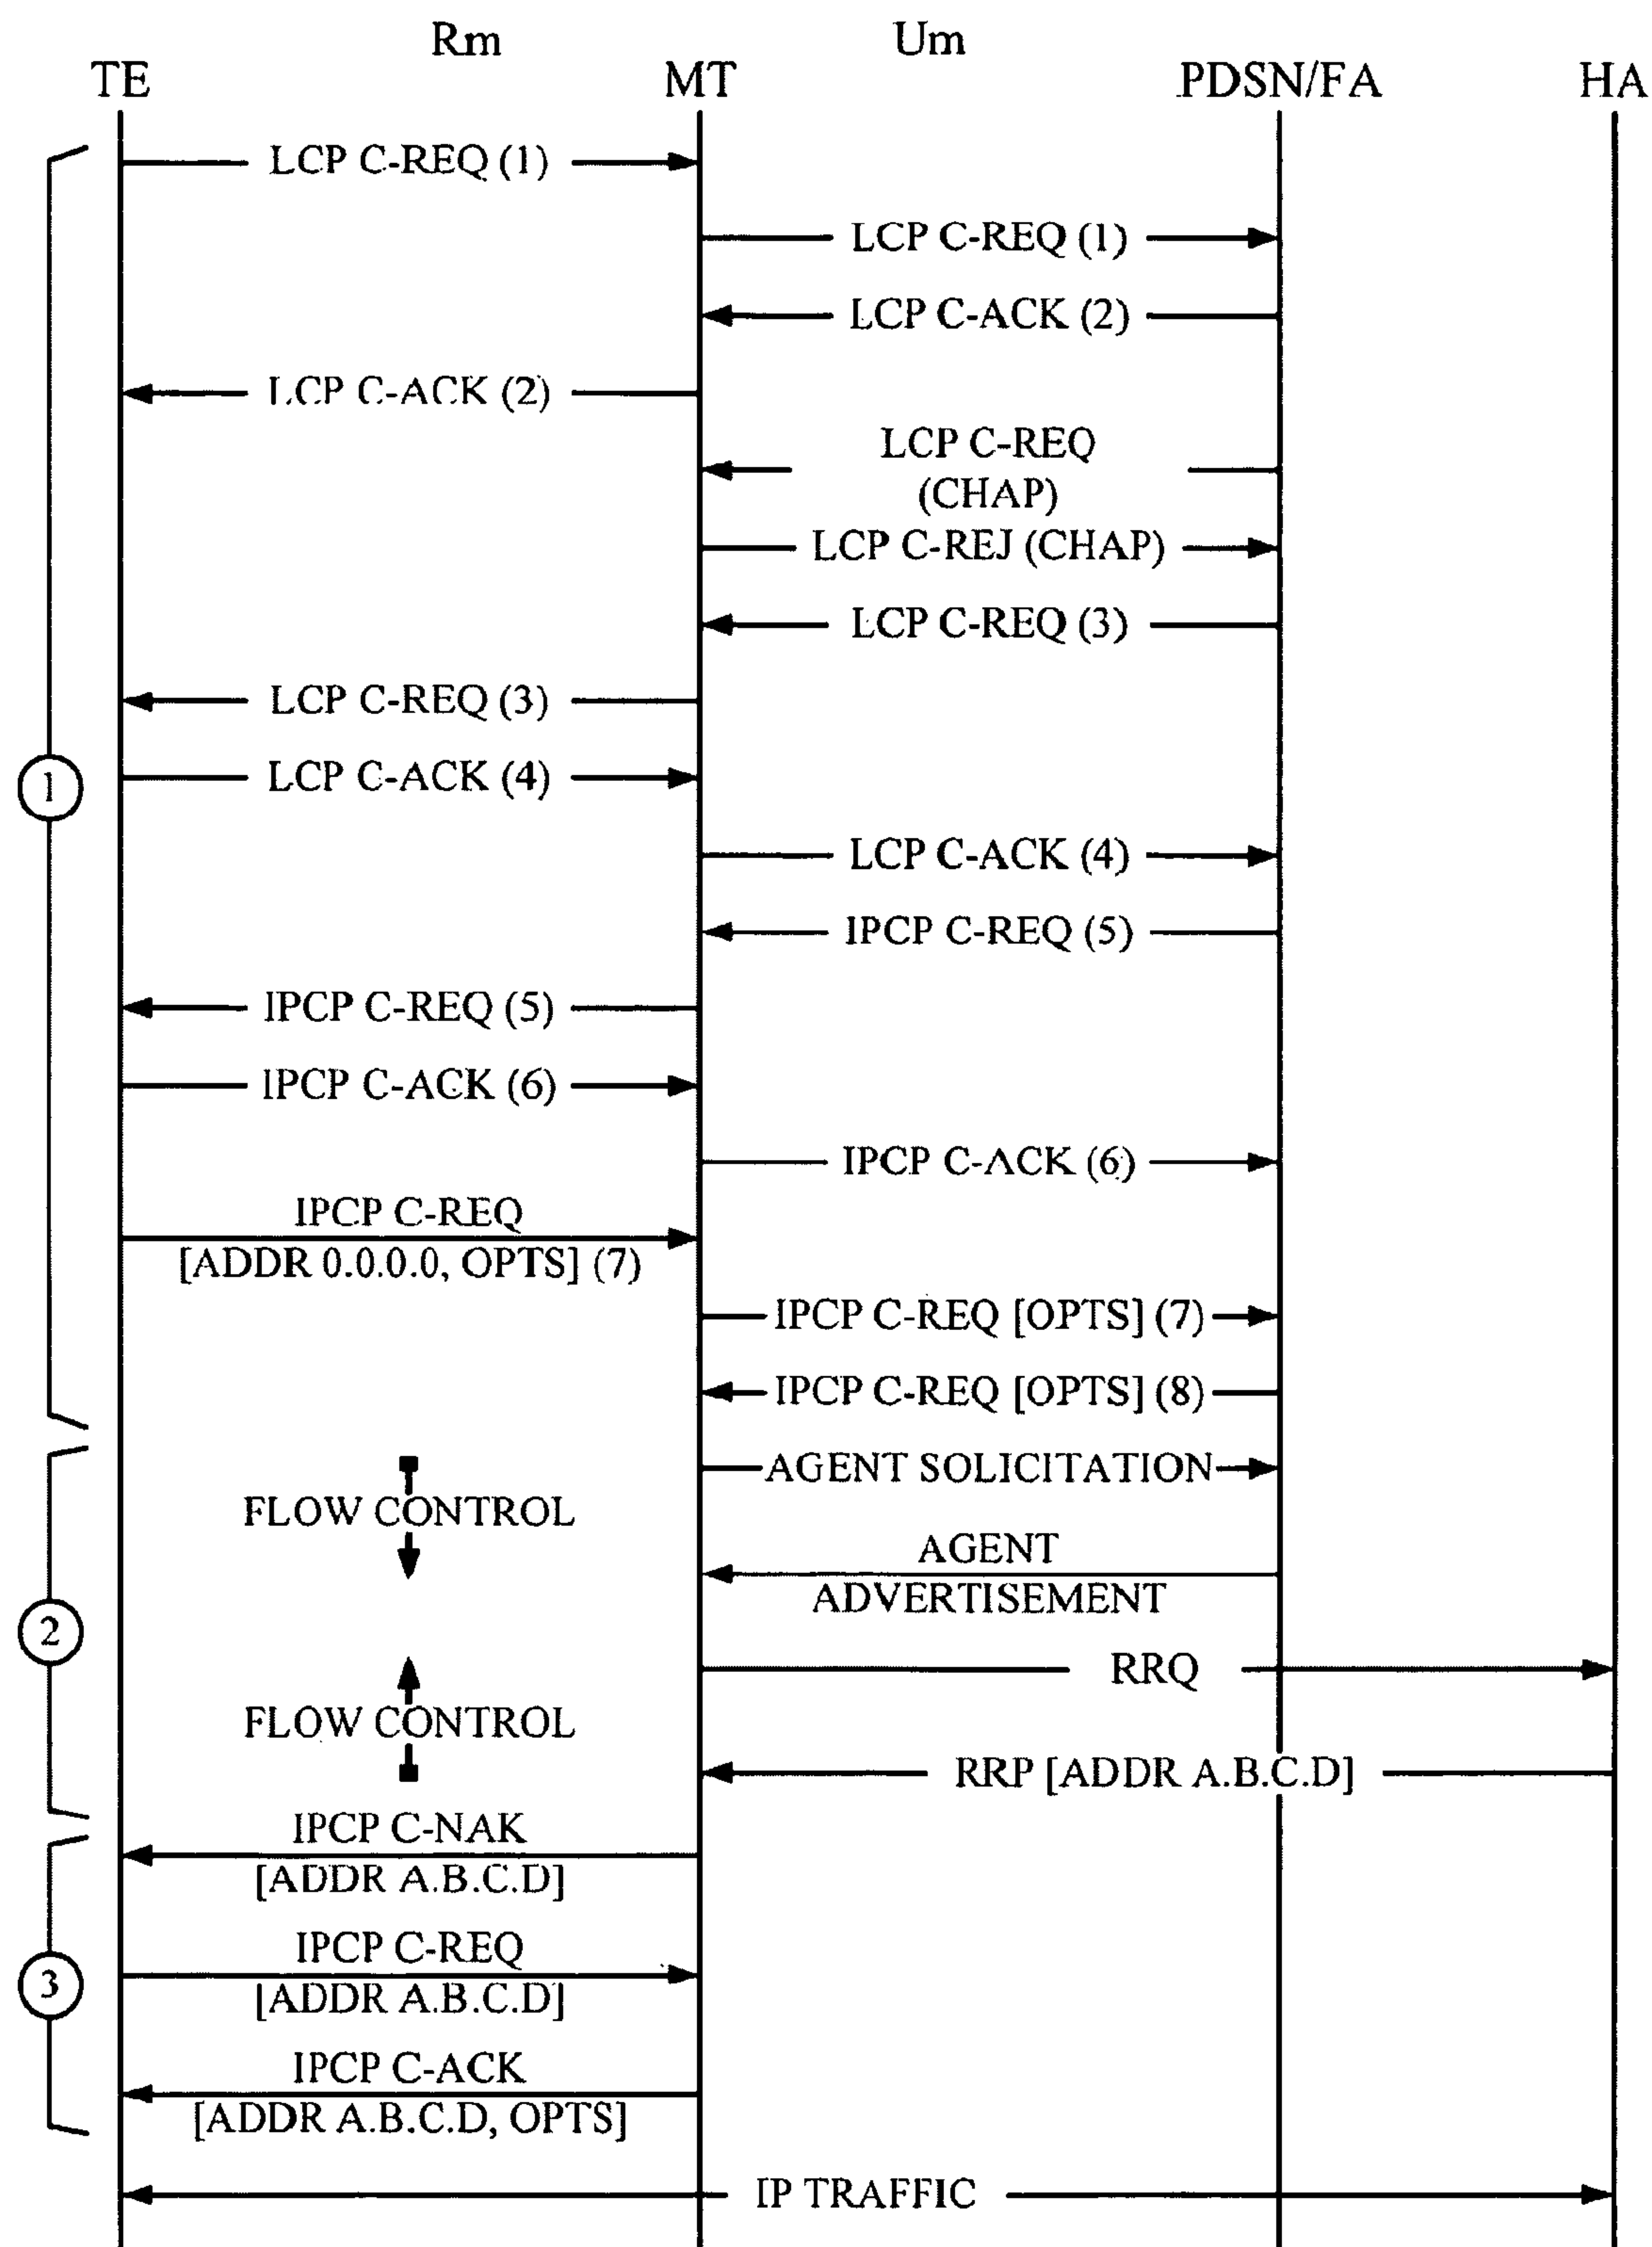 Rm
Um
TE
MT
PDSN/FA
HA
LCP C-REQ (1)
LCP C-REQ (1)
LCP C-ACK (2)
LCP C-ACK (2)
LCP C-REQ
(CHAP)
LCP C-REJ (CHAP)
LCP C-REQ (3)
LCP C-REQ (3)
1
LCP C-ACK (4)
LCP C-ACK (4)
IPCP C-REQ (5)
IPCP C-REQ (5)
IPCP C-ACK (6)
IPCP C-ACK (6)
IPCP C-REQ
[ADDR 0.0.0.0, OPTS] (7)
IPCP C-REQ [OPTS] (7)
IPCP C-REQ [OPTS] (8)
AGENT SOLICITATION
FLOW CONTROL
AGENT
ADVERTISEMENT
2
RRQ
FLOW CONTROL
RRP [ADDR A.B.C.D]
IPCP C-NAK
[ADDR A.B.C.D]
IPCP C-REQ
[ADDR A.B.C.D]
3
IPCP C-ACK
[ADDR A.B.C.D, OPTS]
IP TRAFFIC